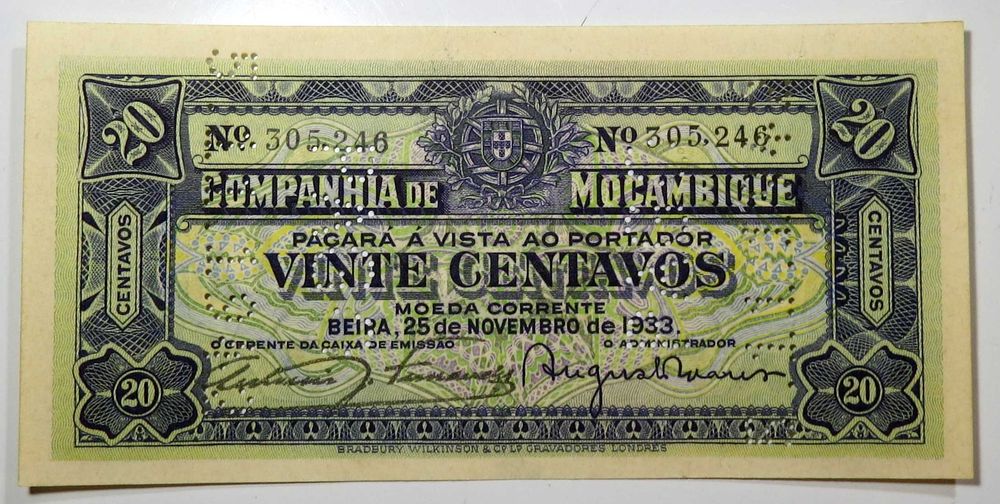 20 20
Nº 305,246 Nº 305,246
COMPANHIA DE MOÇAMBIQUE
PAGARÁ Á VISTA AO PORTADOR
VINTE CENTAVOS
MOEDA CORRENTE
BEIRA, 25 de NOVEMBRO de 1933.
O GERENTE DA CAIXA DE EMISSÃO O ADMINISTRADOR
CENTAVOS CENTAVOS
20 20
BRADBURY, WILKINSON & Cº Lº GRAVADORES LONDRES